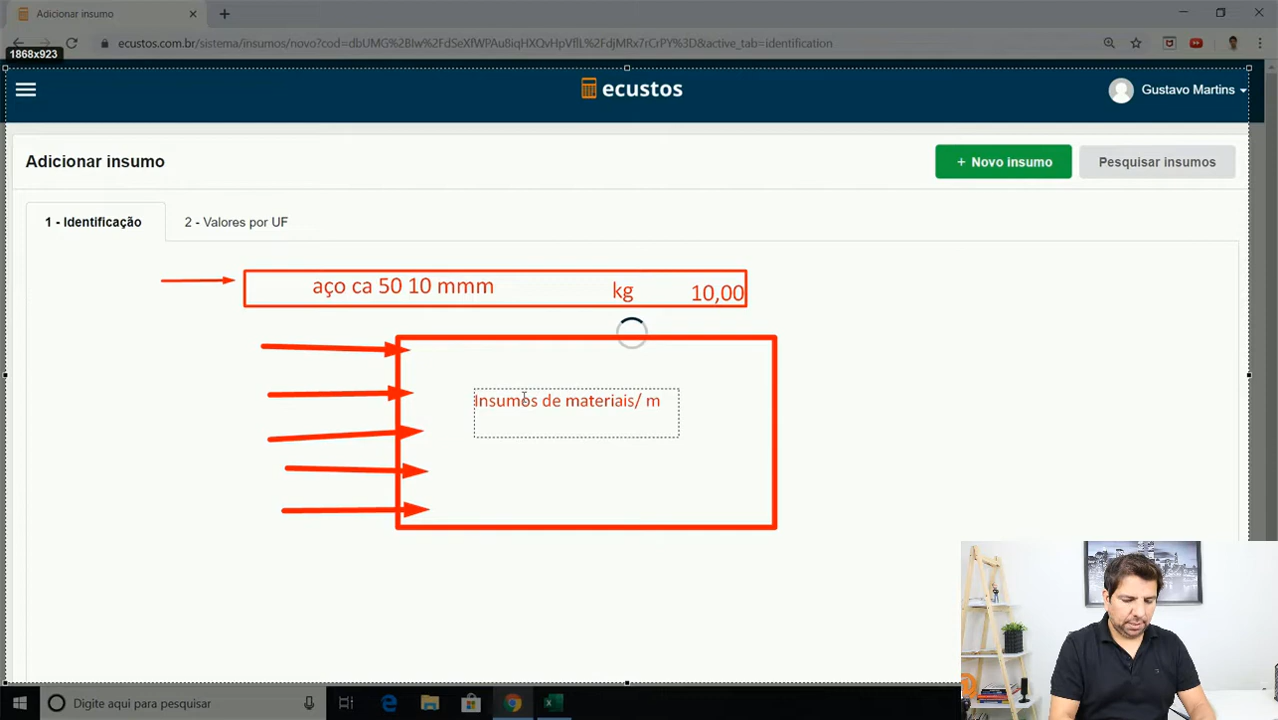 Adicionar insumo
ecustos.com.br/sistema/insumos/novo?cod=dbUMG%2BIw%2FdSeXfWPAuBiqHXQvHpVflL%2FdjMRx7rCrPY%3D&active_tab=identification
1868x923
ecustos
Gustavo Martins
Adicionar insumo
+ Novo insumo
Pesquisar insumos
1 - Identificação
2 - Valores por UF
aço ca 50 10 mmm kg 10,00
Insumos de materiais/ m
Digite aqui para pesquisar